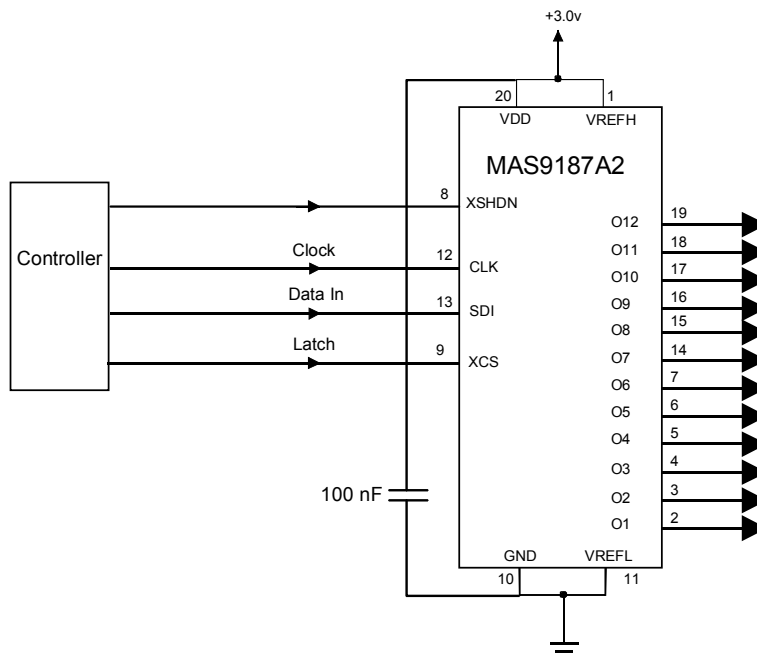 +3.0v
20
1
VDD
VREFH
MAS9187A2
Controller
8
XSHDN
Clock
12
CLK
Data In
13
SDI
Latch
9
XCS
O12
19
O11
18
O10
17
O9
16
O8
15
O7
14
O6
7
O5
6
O4
5
O3
4
O2
3
O1
2
100 nF
GND
VREFL
10
11